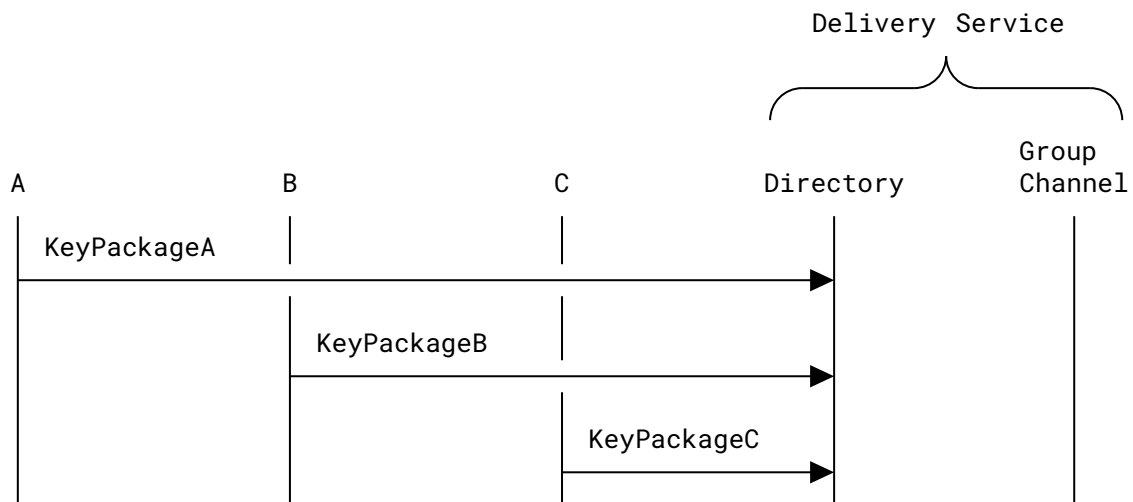 Delivery Service
Group
A B C Directory Channel
KeyPackageA
KeyPackageB
KeyPackageC